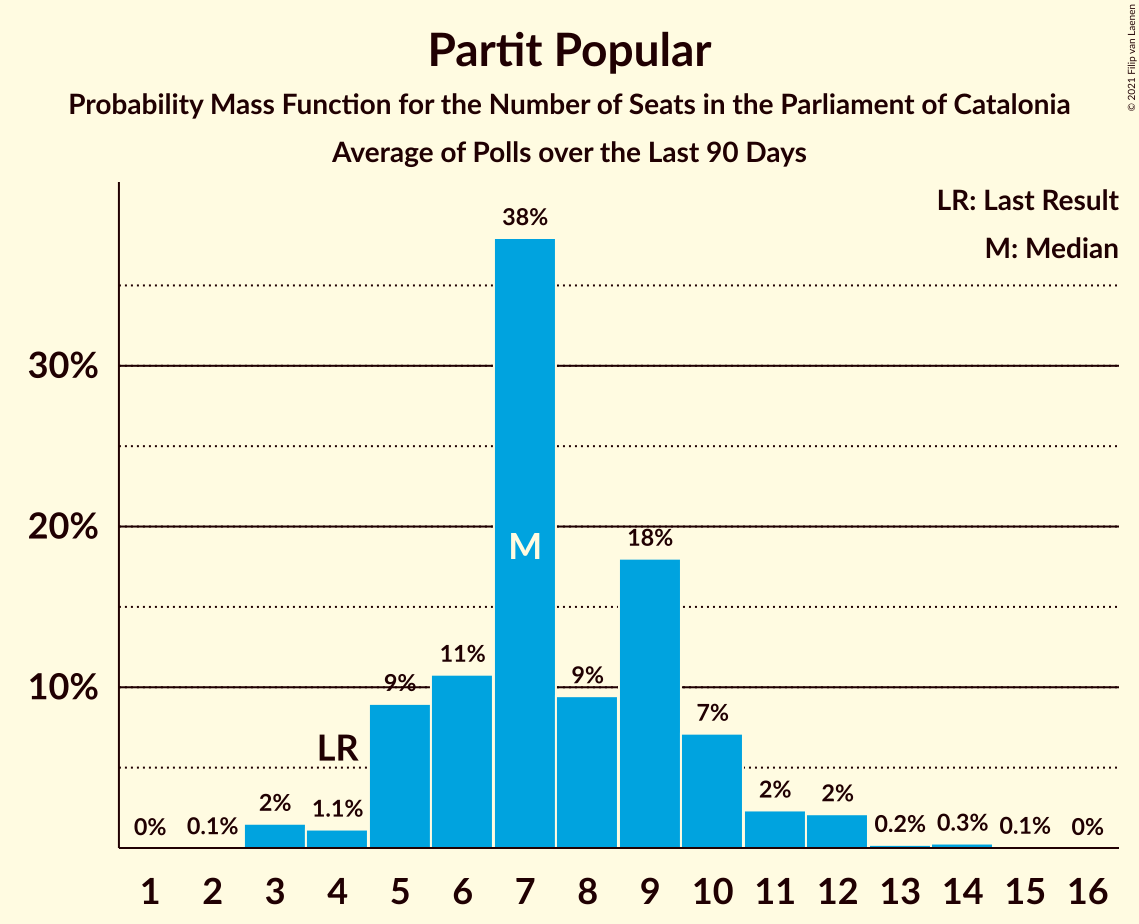 Partit Popular
Probability Mass Function for the Number of Seats in the Parliament of Catalonia
Average of Polls over the Last 90 Days
© 2021 Filip van Laenen
LR: Last Result
M: Median
30%
20%
10%
0%
0.1%
2%
1.1%
LR
9%
11%
38%
M
9%
18%
7%
2%
2%
0.2%
0.3%
0.1%
0%
1 2 3 4 5 6 7 8 9 10 11 12 13 14 15 16